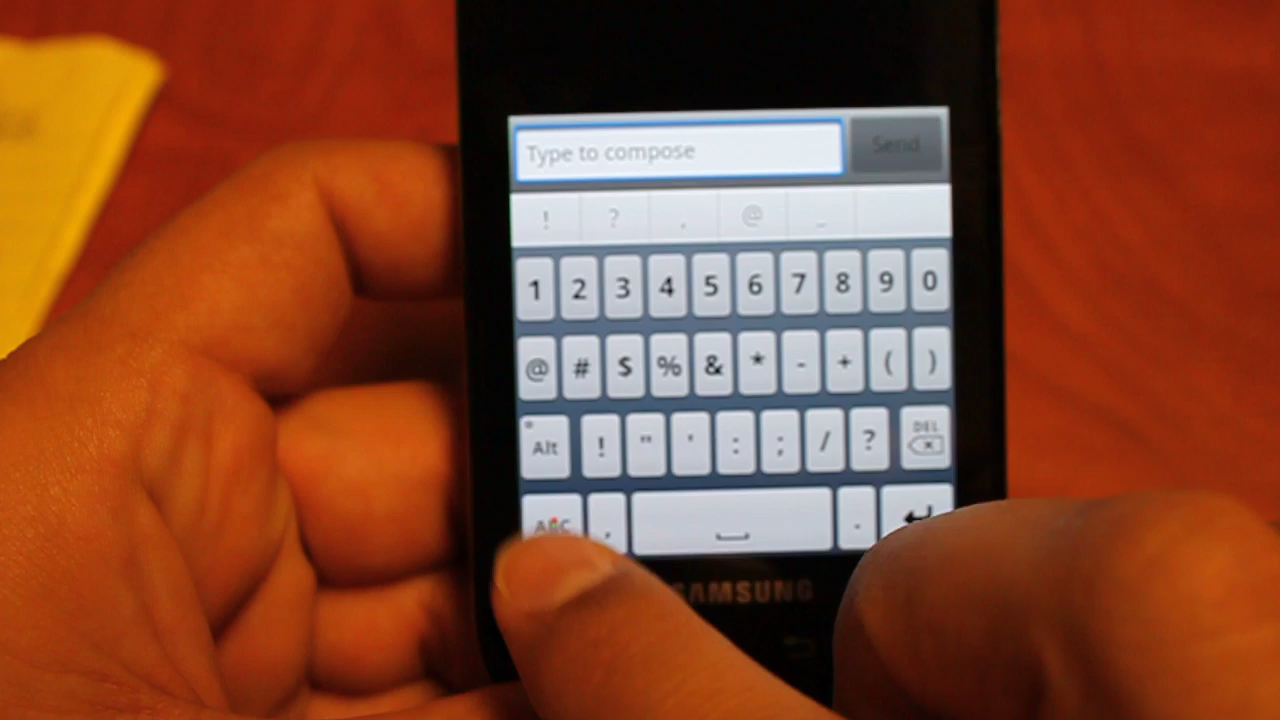 Type to compose Send
! ? , @ _
1 2 3 4 5 6 7 8 9 0
@ # $ % & * - + ( )
Alt ! " ' : ; / ? DEL
ABC , .
SAMSUNG